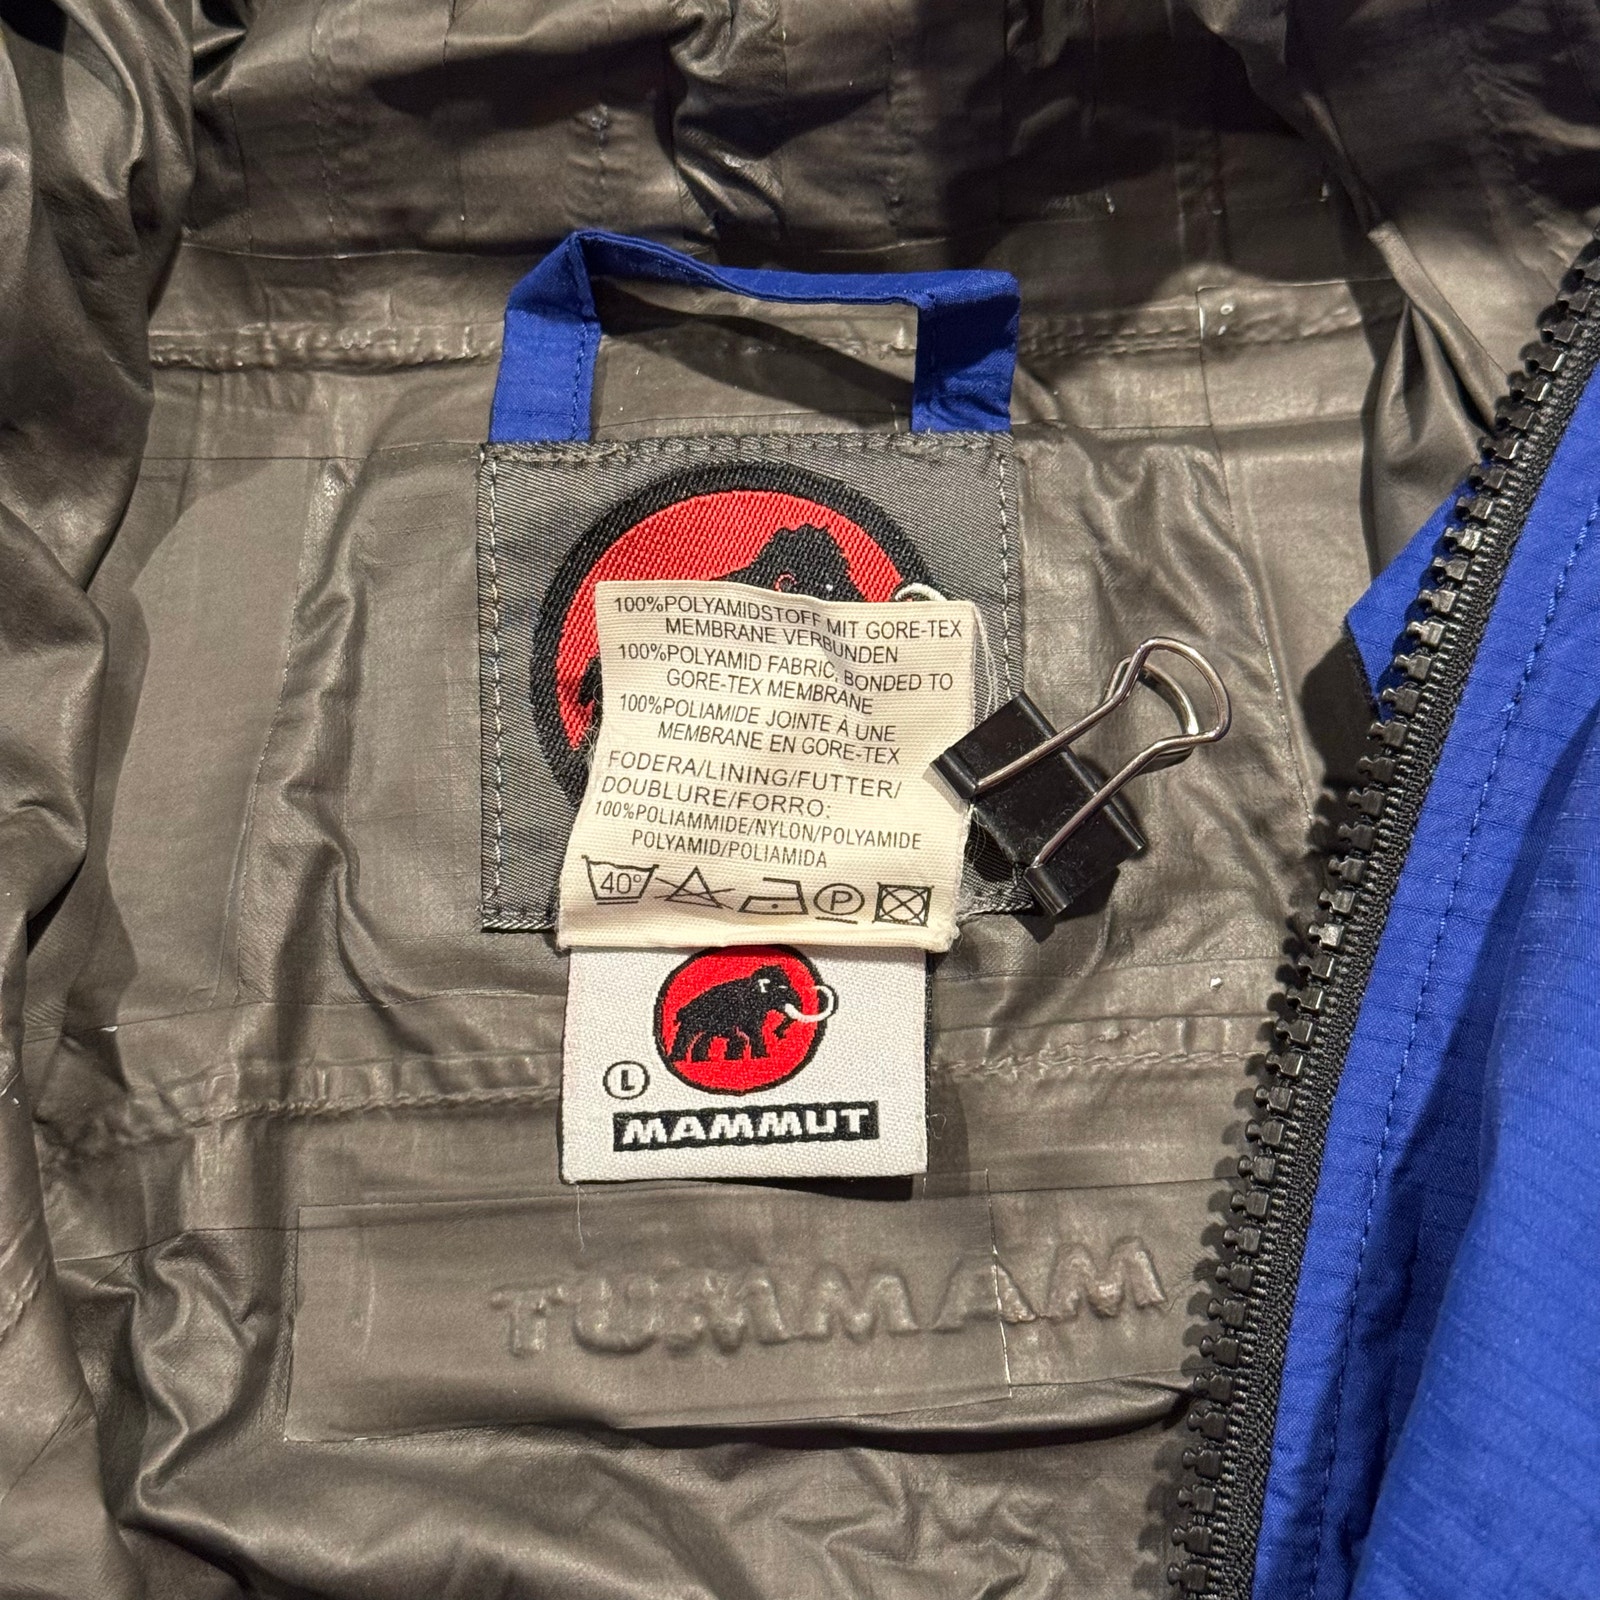 100%POLYAMIDSTOFF MIT GORE-TEX
MEMBRANE VERBUNDEN
100%POLYAMID FABRIC, BONDED TO
GORE-TEX MEMBRANE
100%POLIAMIDE JOINTE À UNE
MEMBRANE EN GORE-TEX
FODERA/LINING/FUTTER/
DOUBLURE/FORRO:
100%POLIAMMIDE/NYLON/POLYAMIDE
POLYAMID/POLIAMIDA
40° P
L
MAMMUT
MAMMUT